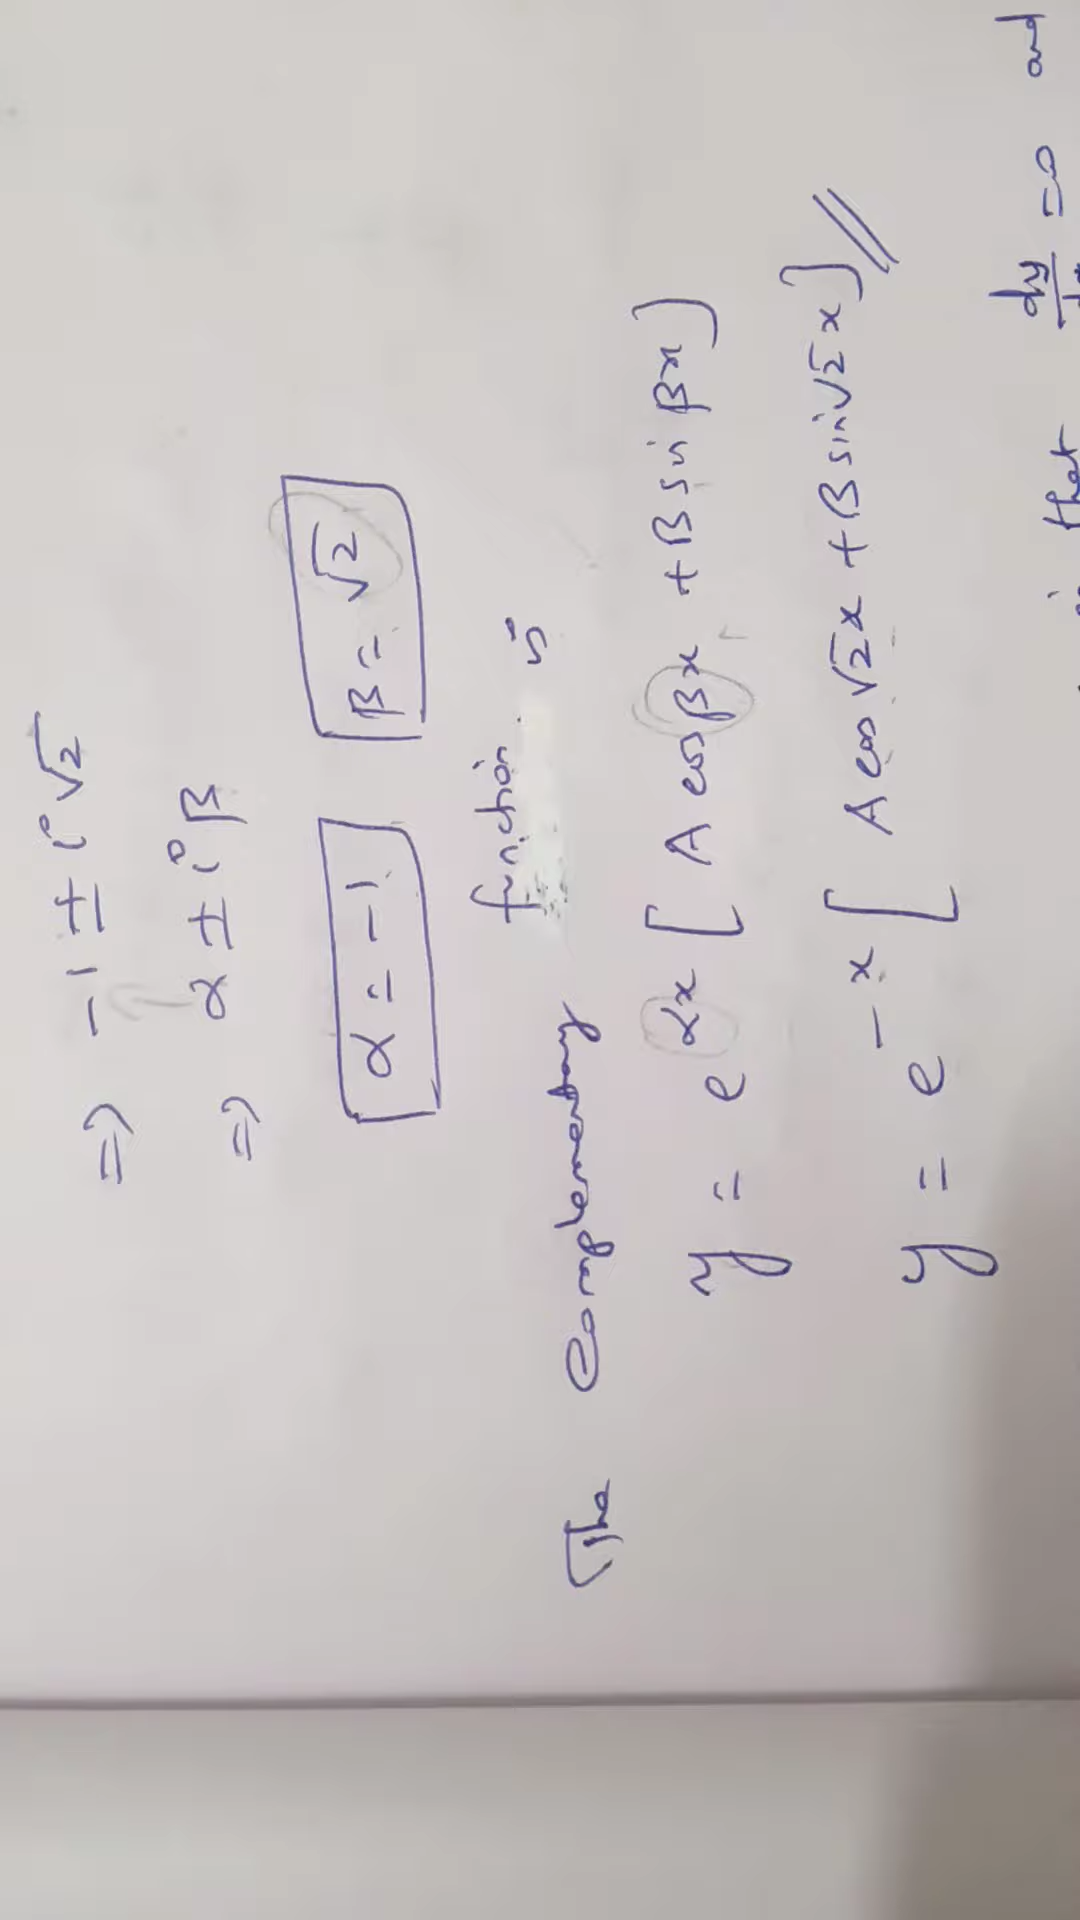 ⇒ -1 ± i√2
⇒ α ± iβ
α = -1 β = √2
The Complementary function is
y = e^{αx} [A cos βx + B sin βx]
y = e^{-x} [A cos √2x + B sin √2x]//
that dy/dx = 0 and